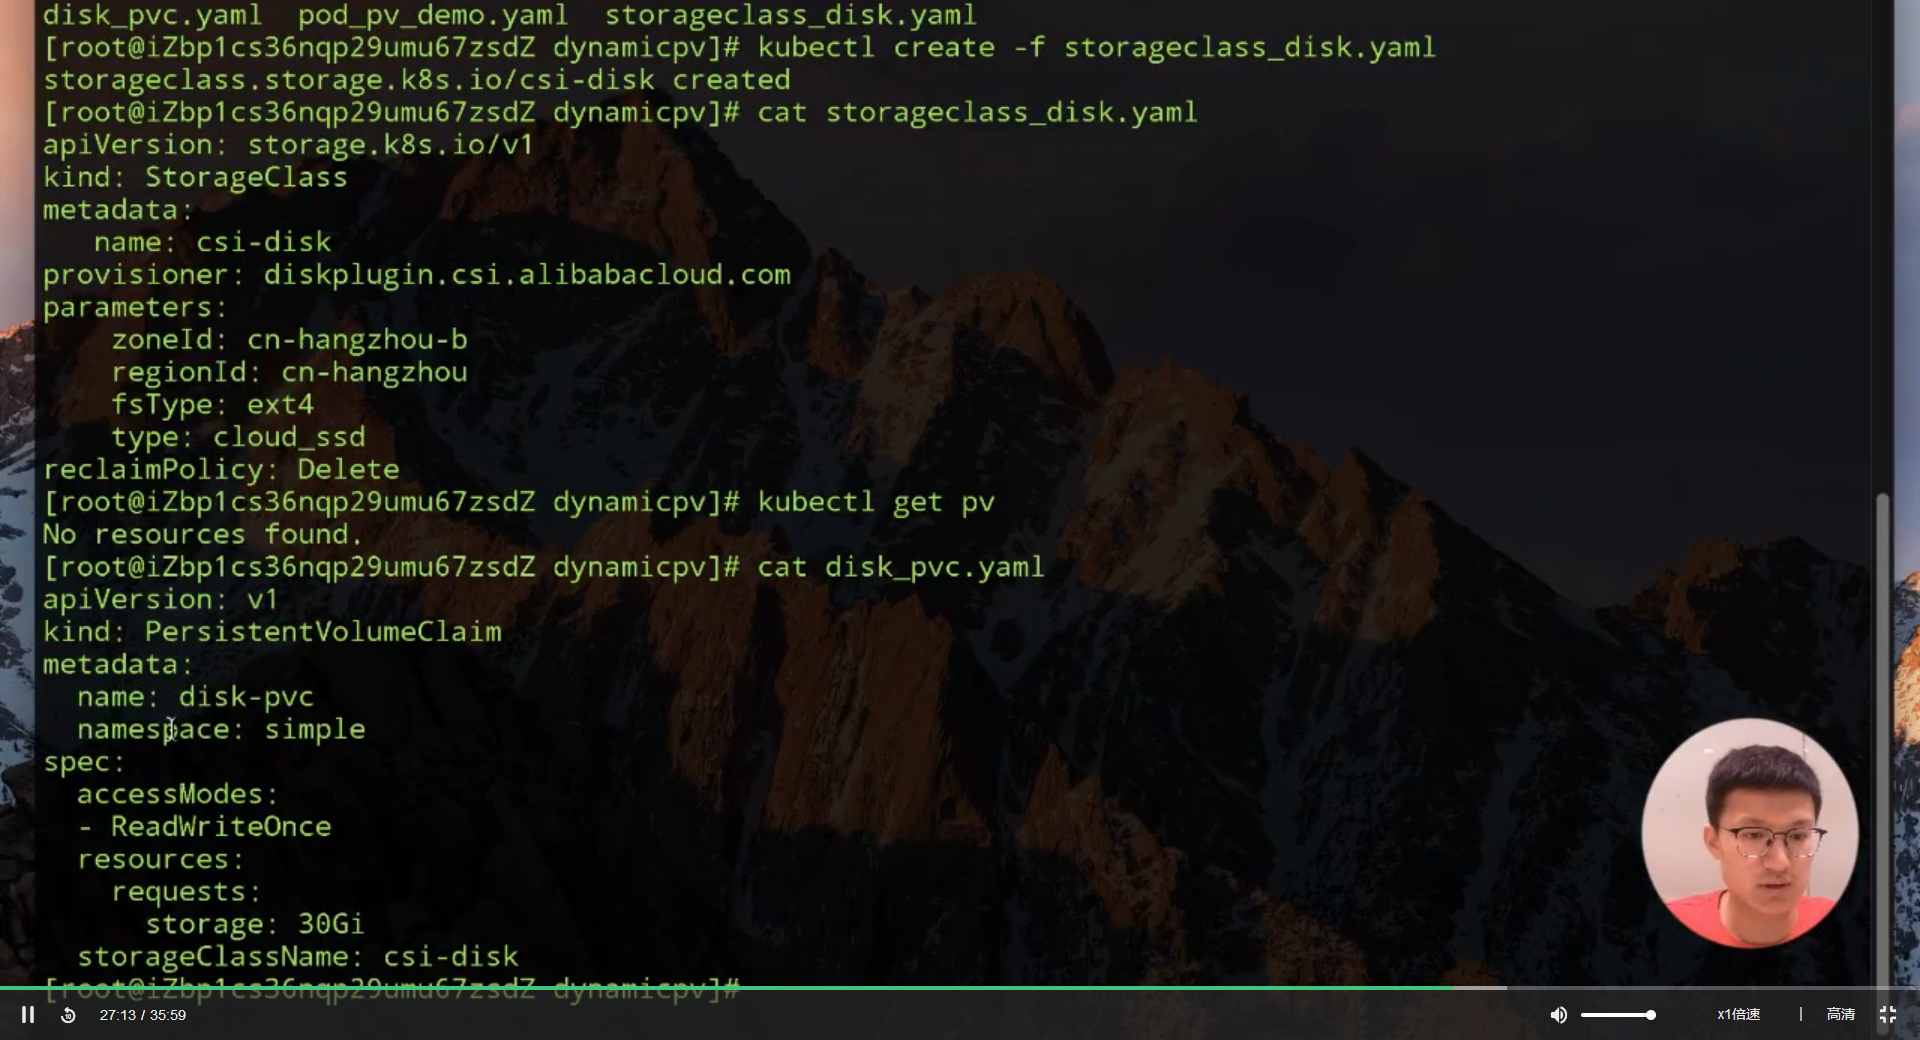 disk_pvc.yaml  pod_pv_demo.yaml  storageclass_disk.yaml
[root@iZbp1cs36nqp29umu67zsdZ dynamicpv]# kubectl create -f storageclass_disk.yaml
storageclass.storage.k8s.io/csi-disk created
[root@iZbp1cs36nqp29umu67zsdZ dynamicpv]# cat storageclass_disk.yaml
apiVersion: storage.k8s.io/v1
kind: StorageClass
metadata:
   name: csi-disk
provisioner: diskplugin.csi.alibabacloud.com
parameters:
    zoneId: cn-hangzhou-b
    regionId: cn-hangzhou
    fsType: ext4
    type: cloud_ssd
reclaimPolicy: Delete
[root@iZbp1cs36nqp29umu67zsdZ dynamicpv]# kubectl get pv
No resources found.
[root@iZbp1cs36nqp29umu67zsdZ dynamicpv]# cat disk_pvc.yaml
apiVersion: v1
kind: PersistentVolumeClaim
metadata:
  name: disk-pvc
  namespace: simple
spec:
  accessModes:
  - ReadWriteOnce
  resources:
    requests:
      storage: 30Gi
  storageClassName: csi-disk
[root@iZbp1cs36nqp29umu67zsdZ dynamicpv]#
10 27:13 / 35:59 x1倍速 | 高清